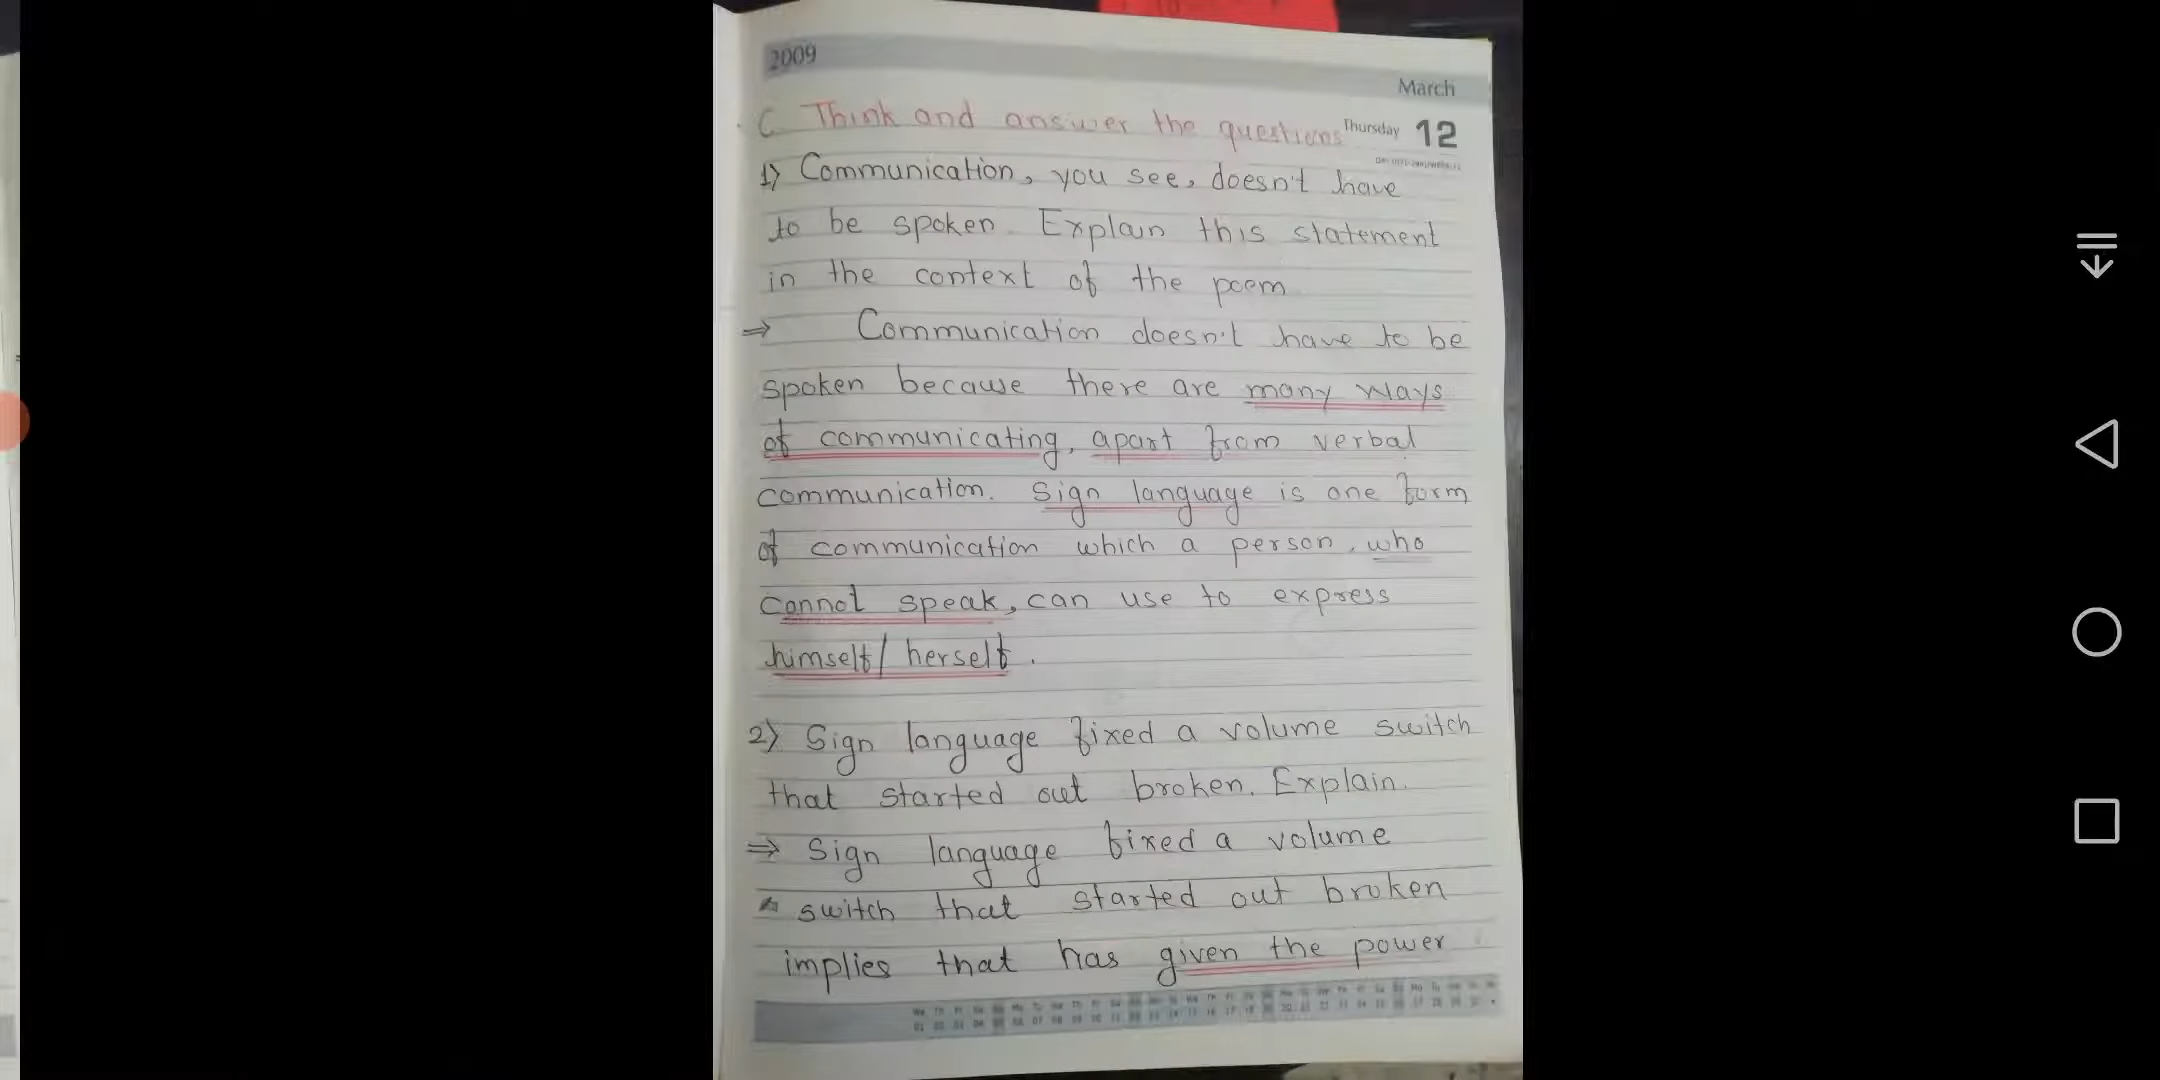 2009
March
Thursday 12
C. Think and answer the questions
1) Communication, you see, doesn't have
to be spoken. Explain this statement
in the context of the poem
⇒ Communication doesn't have to be
spoken because there are many ways
of communicating, apart from verbal
communication. Sign language is one form
of communication which a person, who
cannot speak, can use to express
himself/ herself.
2) Sign language fixed a volume switch
that started out broken. Explain.
⇒ Sign language fixed a volume
switch that started out broken
implies that has given the power